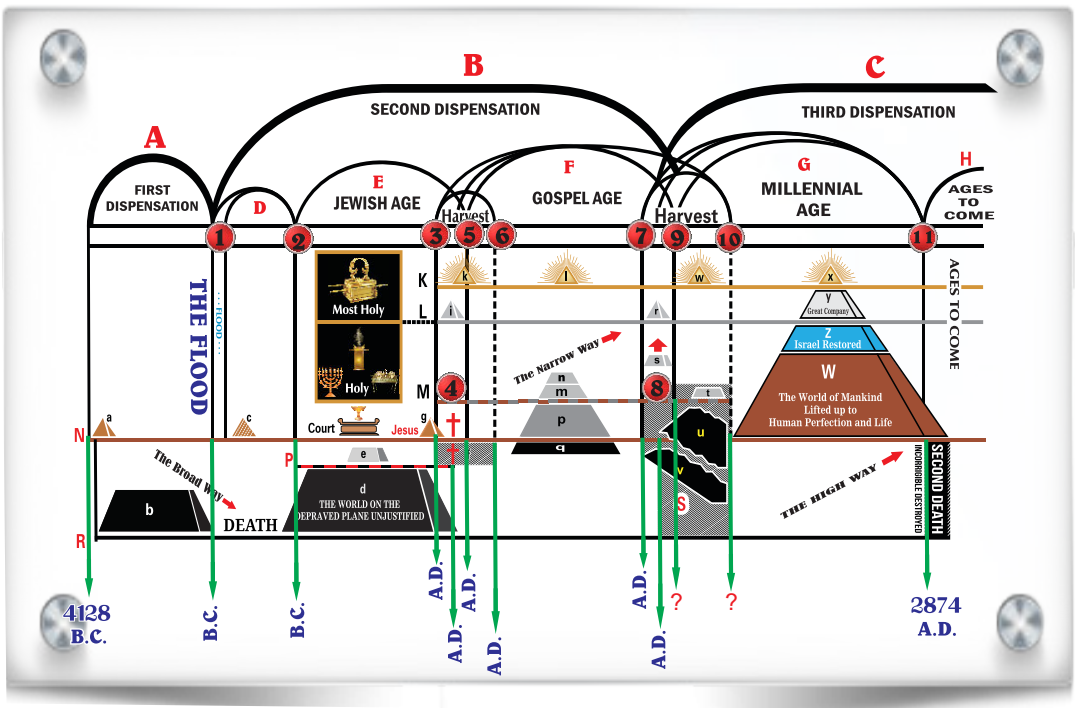 B
C
SECOND DISPENSATION
THIRD DISPENSATION
A
FIRST
DISPENSATION
D
E
JEWISH AGE
F
GOSPEL AGE
G
MILLENNIAL
AGE
H
AGES
TO
COME
Harvest
Harvest
1
2
3
5
6
7
9
10
11
THE FLOOD
FLOOD
Most Holy
Holy
Court
K
L
M
N
P
R
k
l
w
x
i
r
s
y
Great Company
Z
Israel Restored
W
The World of Mankind
Lifted up to
Human Perfection and Life
AGES TO COME
The Narrow Way
4
8
n
m
p
q
t
u
v
S
a
c
g
Jesus
e
d
THE WORLD ON THE
DEPRAVED PLANE UNJUSTIFIED
b
The Broad Way
DEATH
THE HIGH WAY
SECOND DEATH
INCORRIGIBLE DESTROYED
4128
B.C.
B.C.
B.C.
A.D.
A.D.
A.D.
A.D.
A.D.
A.D.
?
?
2874
A.D.